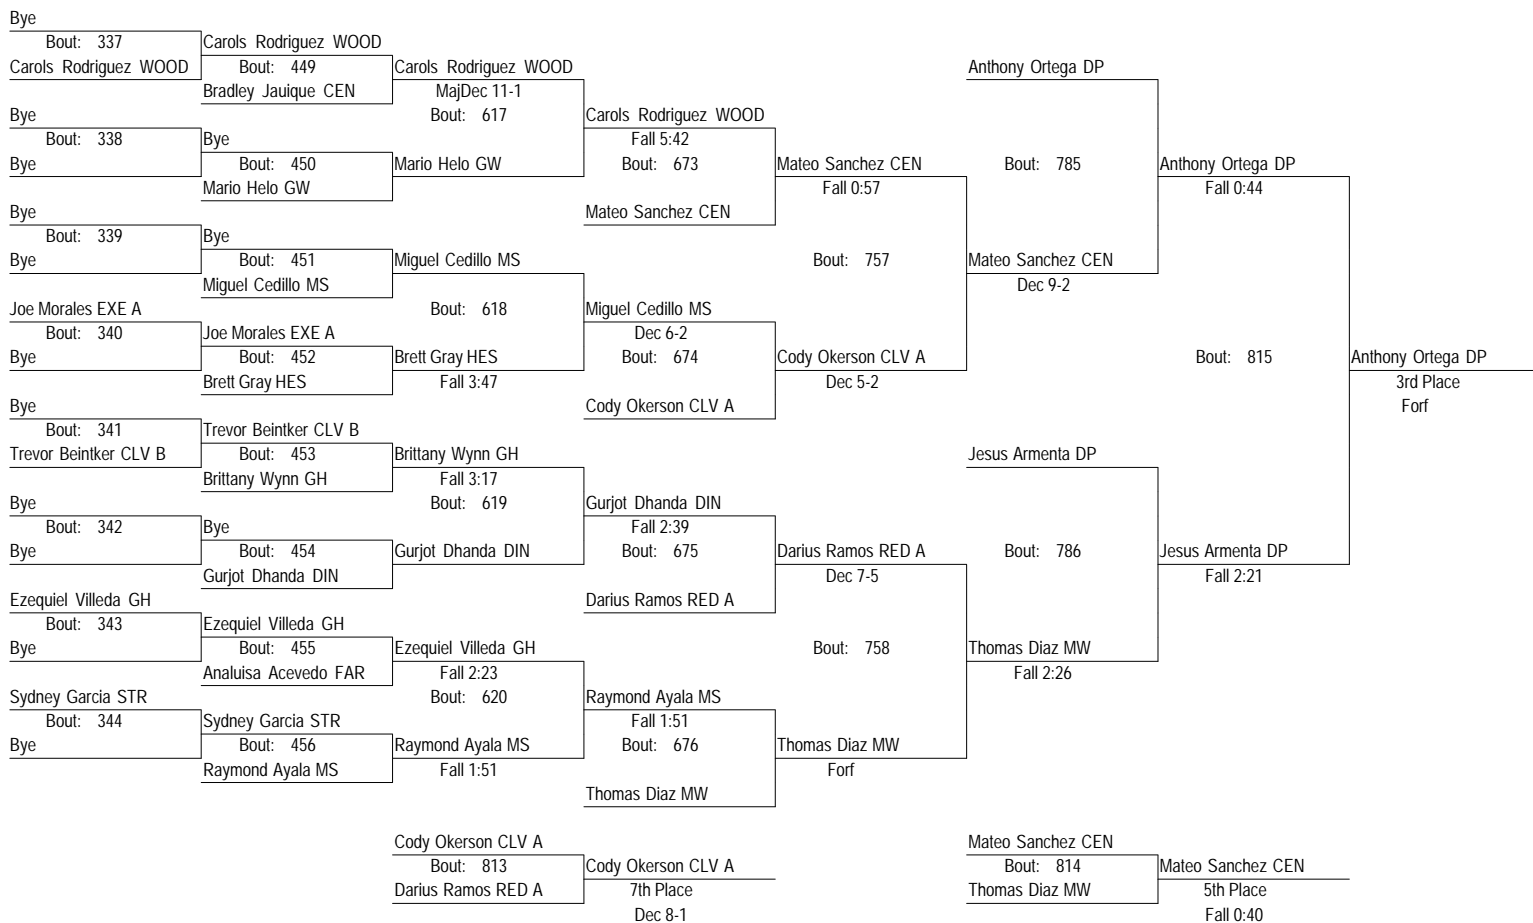 Bye
Bout: 337
Carols Rodriguez WOOD
Carols Rodriguez WOOD
Bout: 449
Bradley Jauique CEN
Carols Rodriguez WOOD
MajDec 11-1
Bout: 617
Bye
Bout: 338
Bye
Bye
Bout: 450
Mario Helo GW
Mario Helo GW
Carols Rodriguez WOOD
Fall 5:42
Bout: 673
Mateo Sanchez CEN
Mateo Sanchez CEN
Fall 0:57
Bye
Bout: 339
Bye
Bye
Bout: 451
Miguel Cedillo MS
Miguel Cedillo MS
Bout: 618
Joe Morales EXE A
Bout: 340
Bye
Joe Morales EXE A
Bout: 452
Brett Gray HES
Brett Gray HES
Fall 3:47
Miguel Cedillo MS
Dec 6-2
Bout: 674
Cody Okerson CLV A
Cody Okerson CLV A
Dec 5-2
Bout: 757
Bye
Bout: 341
Trevor Beintker CLV B
Trevor Beintker CLV B
Bout: 453
Brittany Wynn GH
Brittany Wynn GH
Fall 3:17
Bout: 619
Bye
Bout: 342
Bye
Bye
Bout: 454
Gurjot Dhanda DIN
Gurjot Dhanda DIN
Gurjot Dhanda DIN
Fall 2:39
Bout: 675
Darius Ramos RED A
Darius Ramos RED A
Dec 7-5
Ezequiel Villeda GH
Bout: 343
Bye
Ezequiel Villeda GH
Bout: 455
Analuisa Acevedo FAR
Ezequiel Villeda GH
Fall 2:23
Bout: 620
Sydney Garcia STR
Bout: 344
Bye
Sydney Garcia STR
Bout: 456
Raymond Ayala MS
Raymond Ayala MS
Fall 1:51
Raymond Ayala MS
Fall 1:51
Bout: 676
Thomas Diaz MW
Thomas Diaz MW
Forf
Bout: 758
Anthony Ortega DP
Bout: 785
Mateo Sanchez CEN
Dec 9-2
Anthony Ortega DP
Fall 0:44
Bout: 815
Jesus Armenta DP
Bout: 786
Thomas Diaz MW
Fall 2:26
Jesus Armenta DP
Fall 2:21
Anthony Ortega DP
3rd Place
Forf
Cody Okerson CLV A
Bout: 813
Darius Ramos RED A
Cody Okerson CLV A
7th Place
Dec 8-1
Mateo Sanchez CEN
Bout: 814
Thomas Diaz MW
Mateo Sanchez CEN
5th Place
Fall 0:40